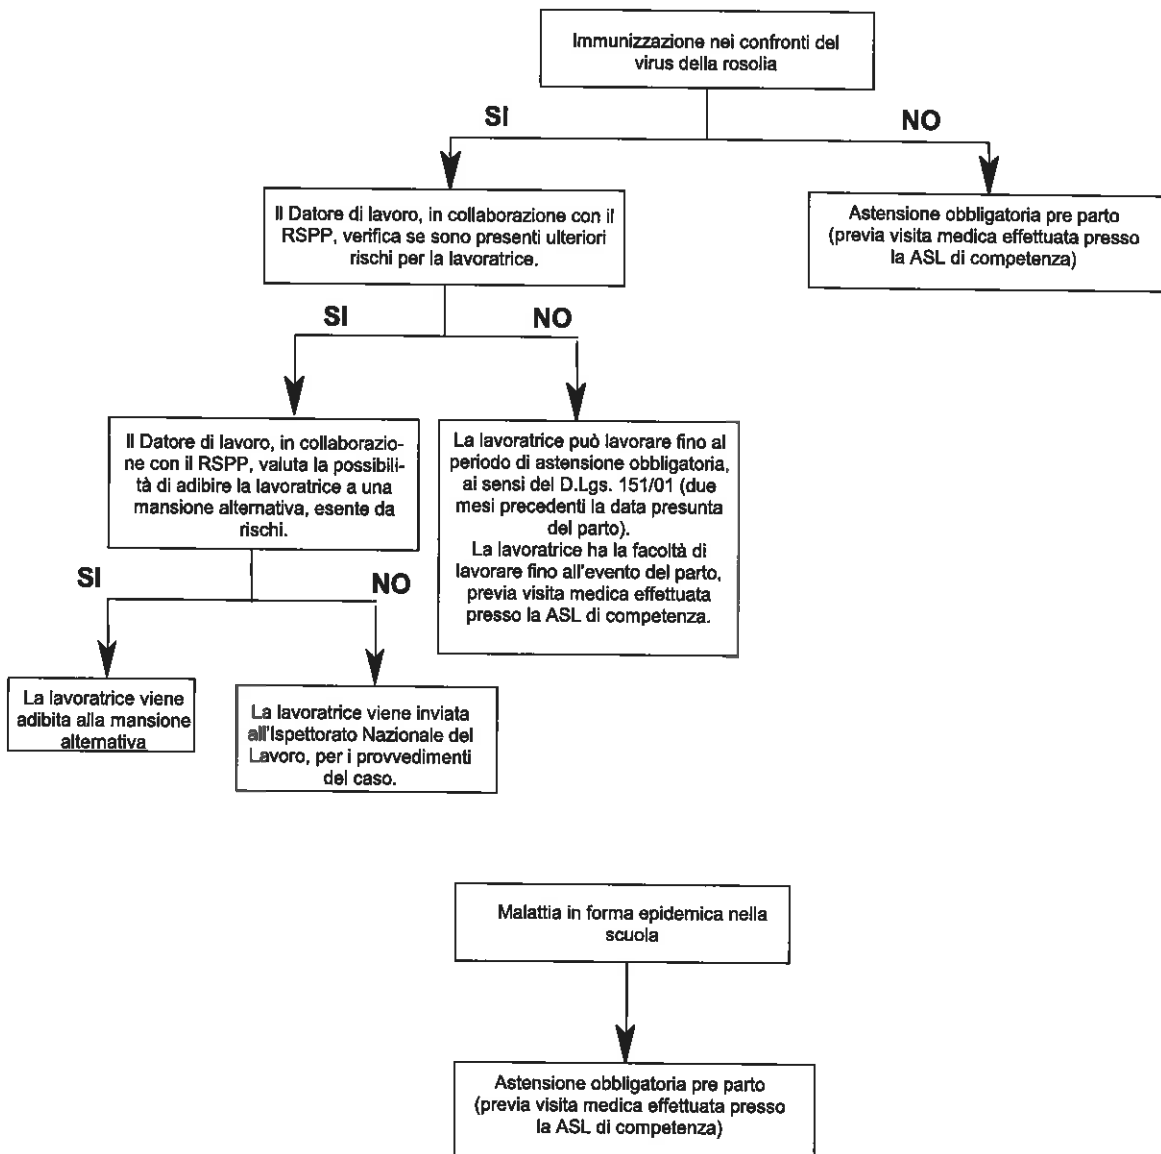 Immunizzazione nei confronti del
virus della rosolia
SI
NO
Il Datore di lavoro, in collaborazione con il
RSPP, verifica se sono presenti ulteriori
rischi per la lavoratrice.
Astensione obbligatoria pre parto
(previa visita medica effettuata presso
la ASL di competenza)
SI
NO
Il Datore di lavoro, in collaborazio-
ne con il RSPP, valuta la possibili-
tà di adibire la lavoratrice a una
mansione alternativa, esente da
rischi.
La lavoratrice può lavorare fino al
periodo di astensione obbligatoria,
ai sensi del D.Lgs. 151/01 (due
mesi precedenti la data presunta
del parto).
La lavoratrice ha la facoltà di
lavorare fino all'evento del parto,
previa visita medica effettuata
presso la ASL di competenza.
SI
NO
La lavoratrice viene
adibita alla mansione
alternativa
La lavoratrice viene inviata
all'Ispettorato Nazionale del
Lavoro, per i provvedimenti
del caso.
Malattia in forma epidemica nella
scuola
Astensione obbligatoria pre parto
(previa visita medica effettuata presso
la ASL di competenza)